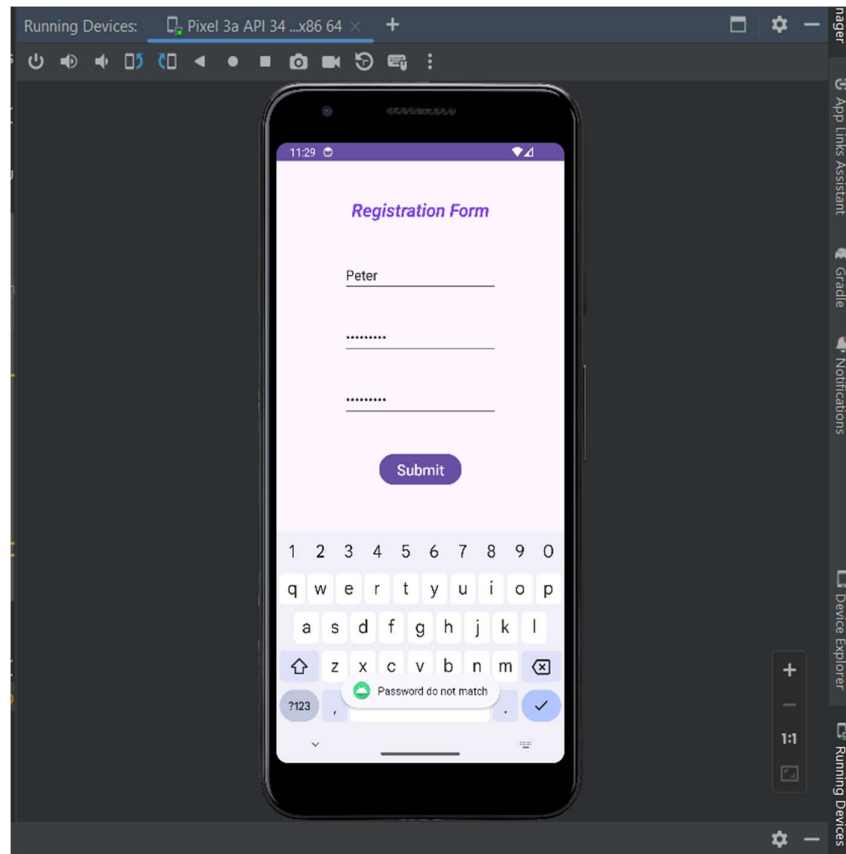 Running Devices: Pixel 3a API 34 ...x86 64
11:29
Registration Form
Peter
•••••••••
•••••••••
Submit
1 2 3 4 5 6 7 8 9 0
q w e r t y u i o p
a s d f g h j k l
z x c v b n m
Password do not match
?123 , .
1:1
nager
App Links Assistant
Gradle
Notifications
Device Explorer
Running Devices